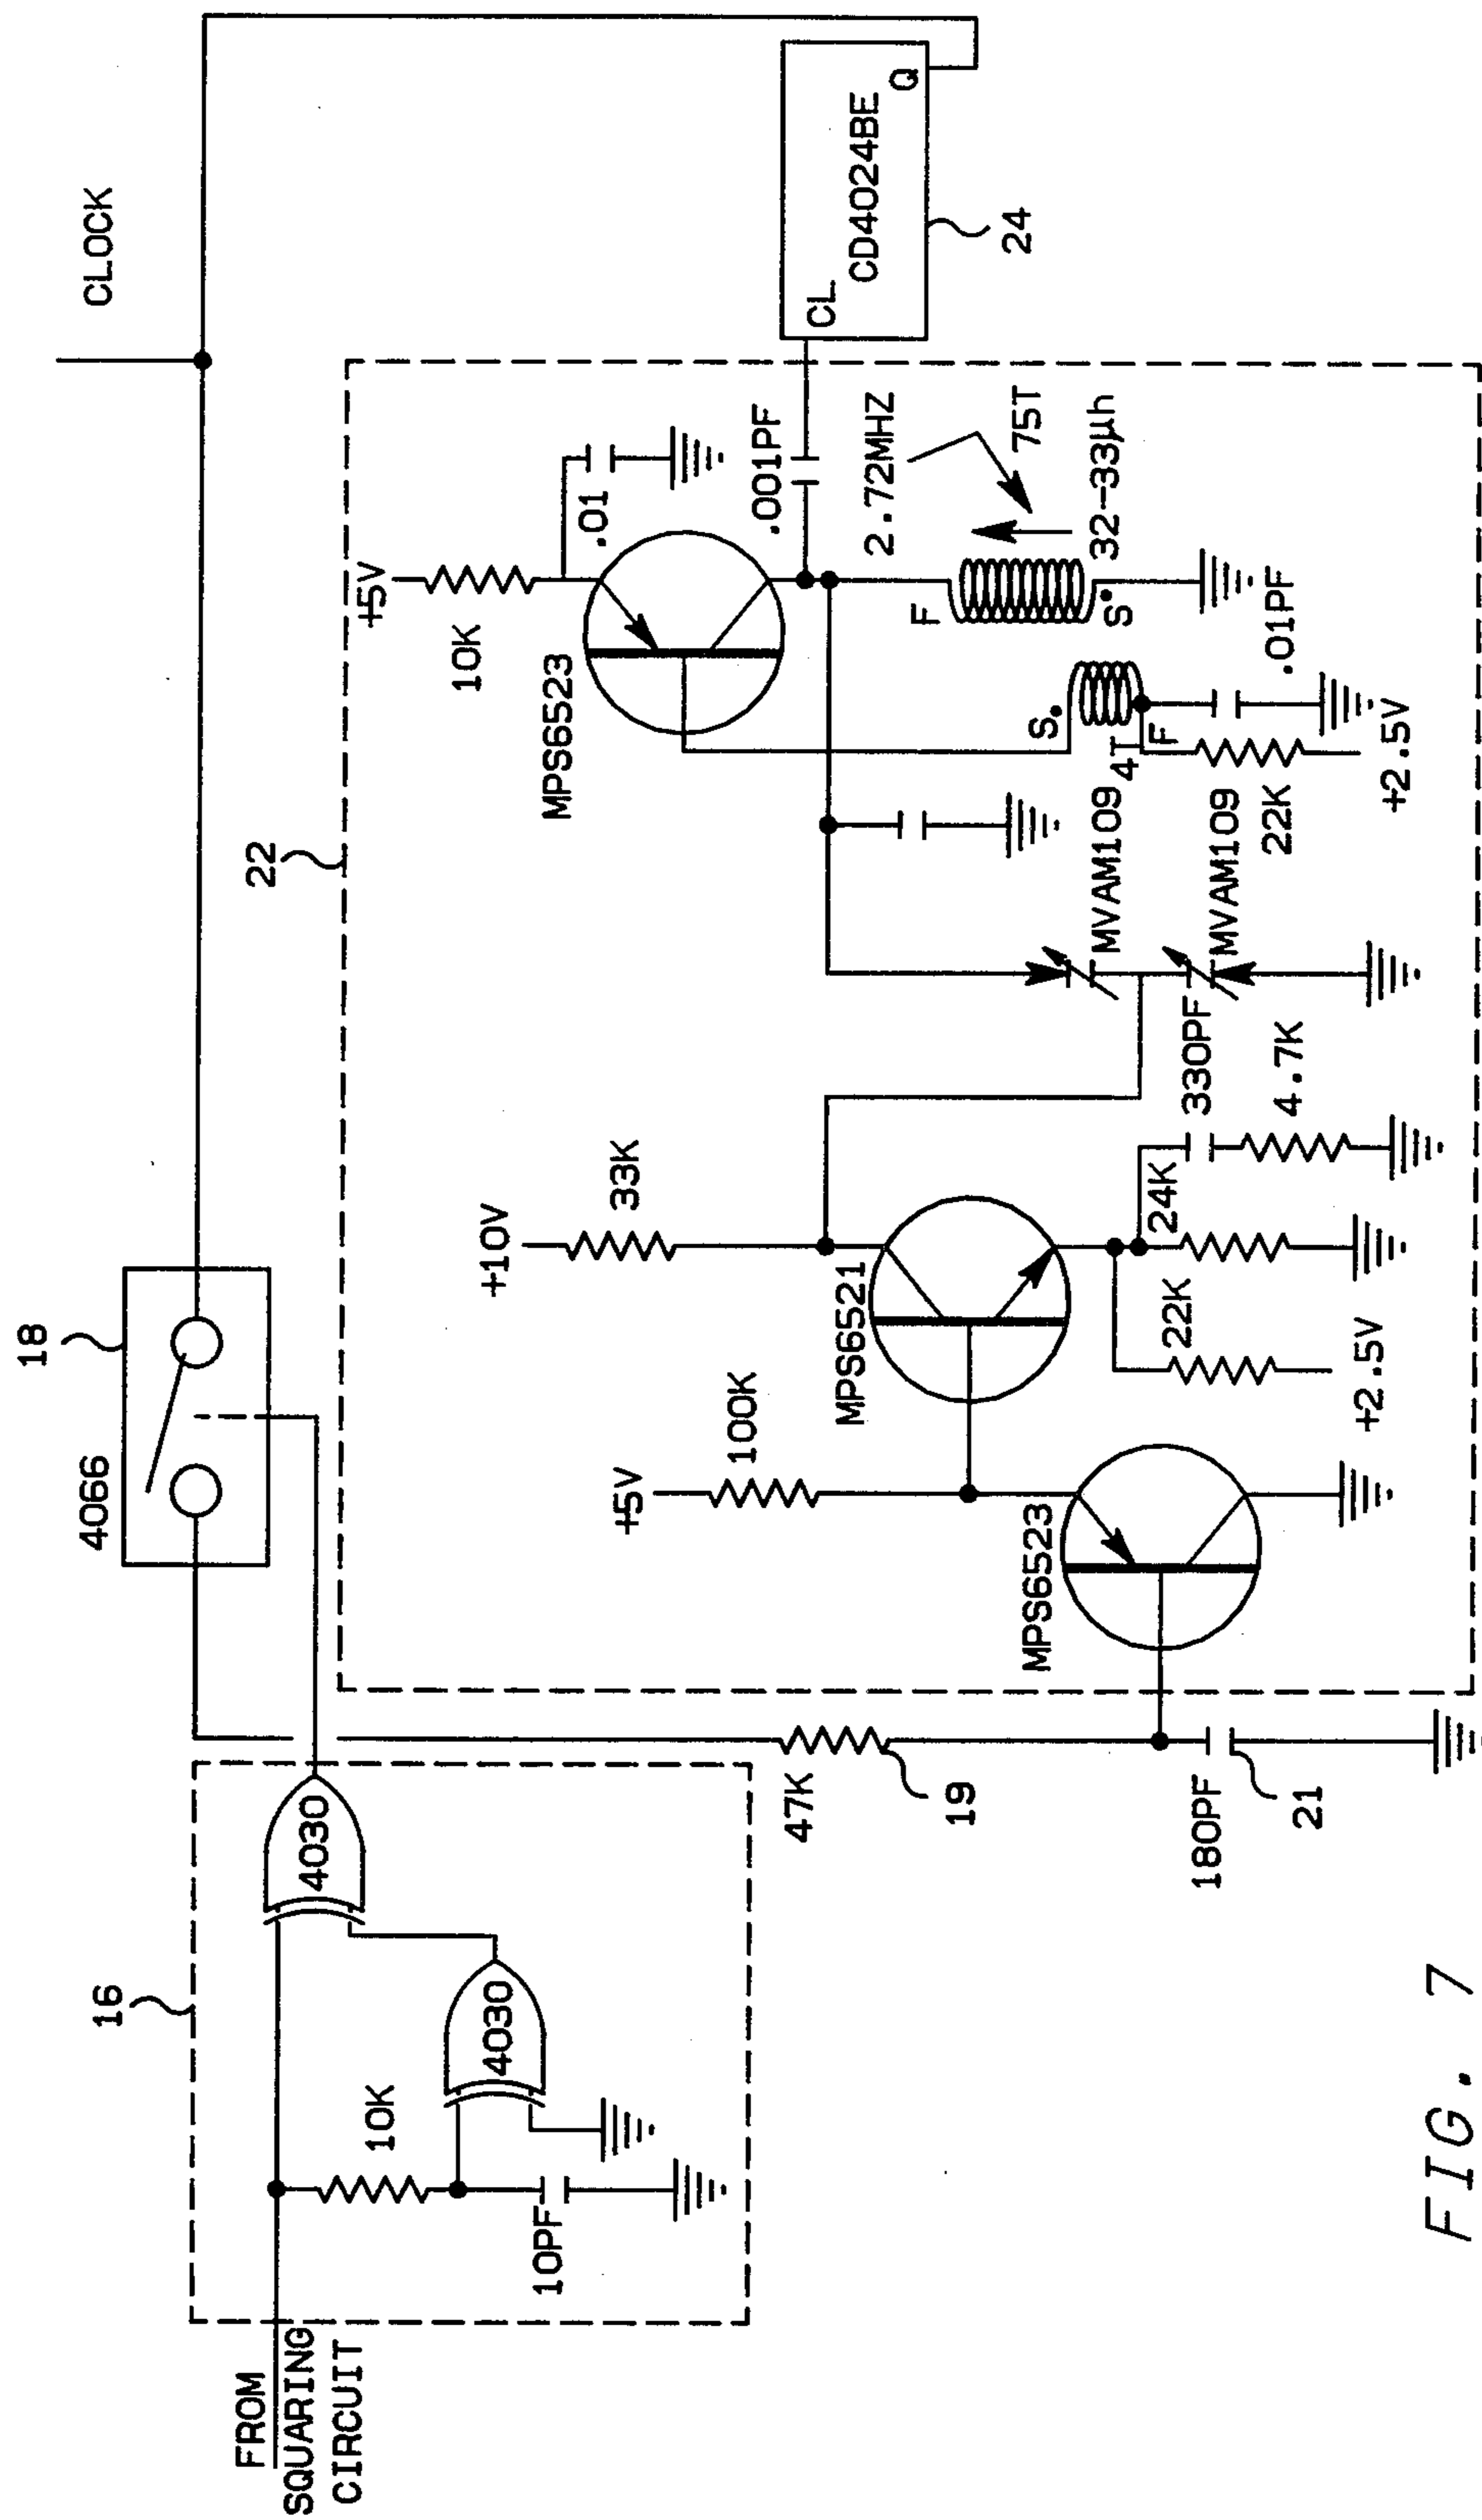 CLOCK
18
4066
CL
CD4024BE
Q
24
22
+5V
10K
.01
MPS6523
.001PF
2.72MHZ
75T
32-33µh
F
S
S
4T
F
.01PF
22K
+2.5V
MVAM109
MVAM109
+10V
33K
MPS6521
330PF
4.7K
24K
22K
+2.5V
+5V
100K
MPS6523
16
4030
4030
10K
10PF
FROM
SQUARING
CIRCUIT
47K
19
180PF
21
FIG. 7